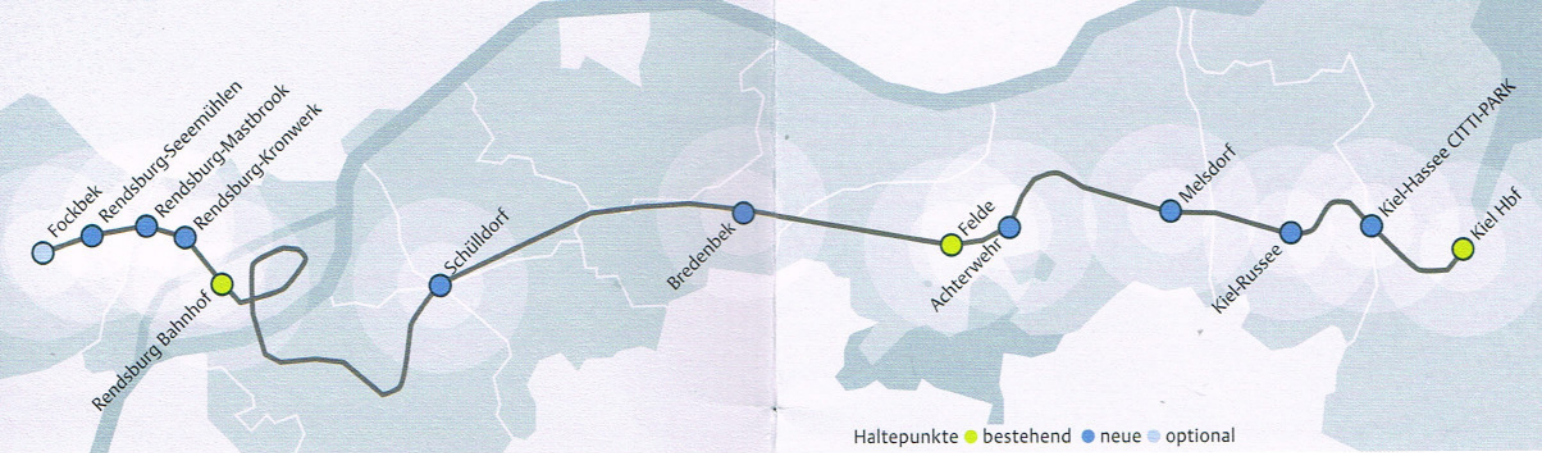 Fockbek
Rendsburg-Seeemühlen
Rendsburg-Mastbrook
Rendsburg-Kronwerk
Rendsburg Bahnhof
Schülldorf
Bredenbek
Felde
Achterwehr
Melsdorf
Kiel-Russee
Kiel-Hassee CITTI-PARK
Kiel Hbf
Haltepunkte bestehend neue optional